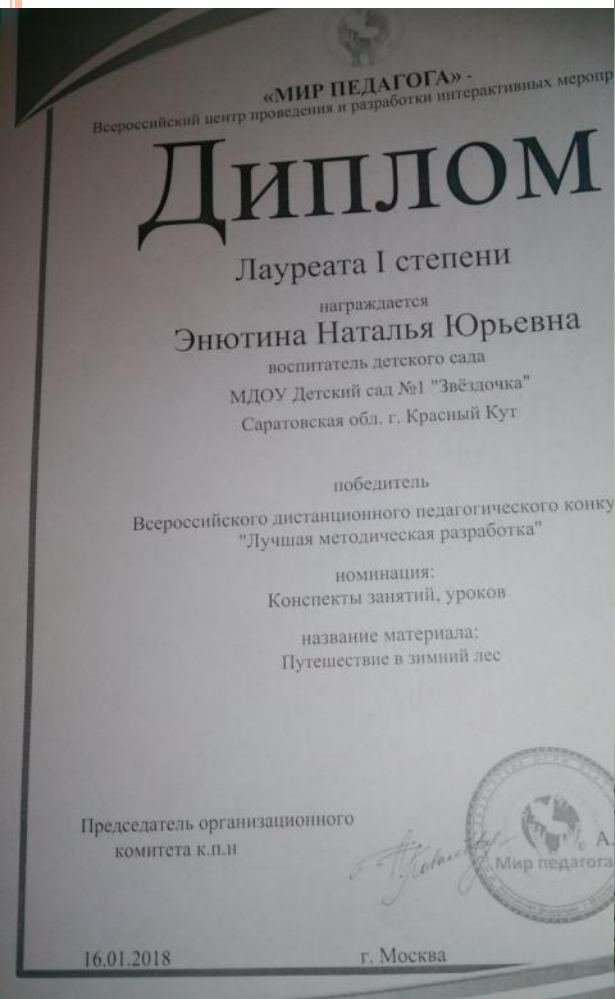 «МИР ПЕДАГОГА» -
Всероссийский центр проведения и разработки интерактивных меропр
Диплом
Лауреата I степени
награждается
Энютина Наталья Юрьевна
воспитатель детского сада
МДОУ Детский сад №1 "Звёздочка"
Саратовская обл. г. Красный Кут
победитель
Всероссийского дистанционного педагогического конку
"Лучшая методическая разработка"
номинация:
Конспекты занятий, уроков
название материала:
Путешествие в зимний лес
Председатель организационного
комитета к.п.н
А.
Мир педагога
16.01.2018 г. Москва